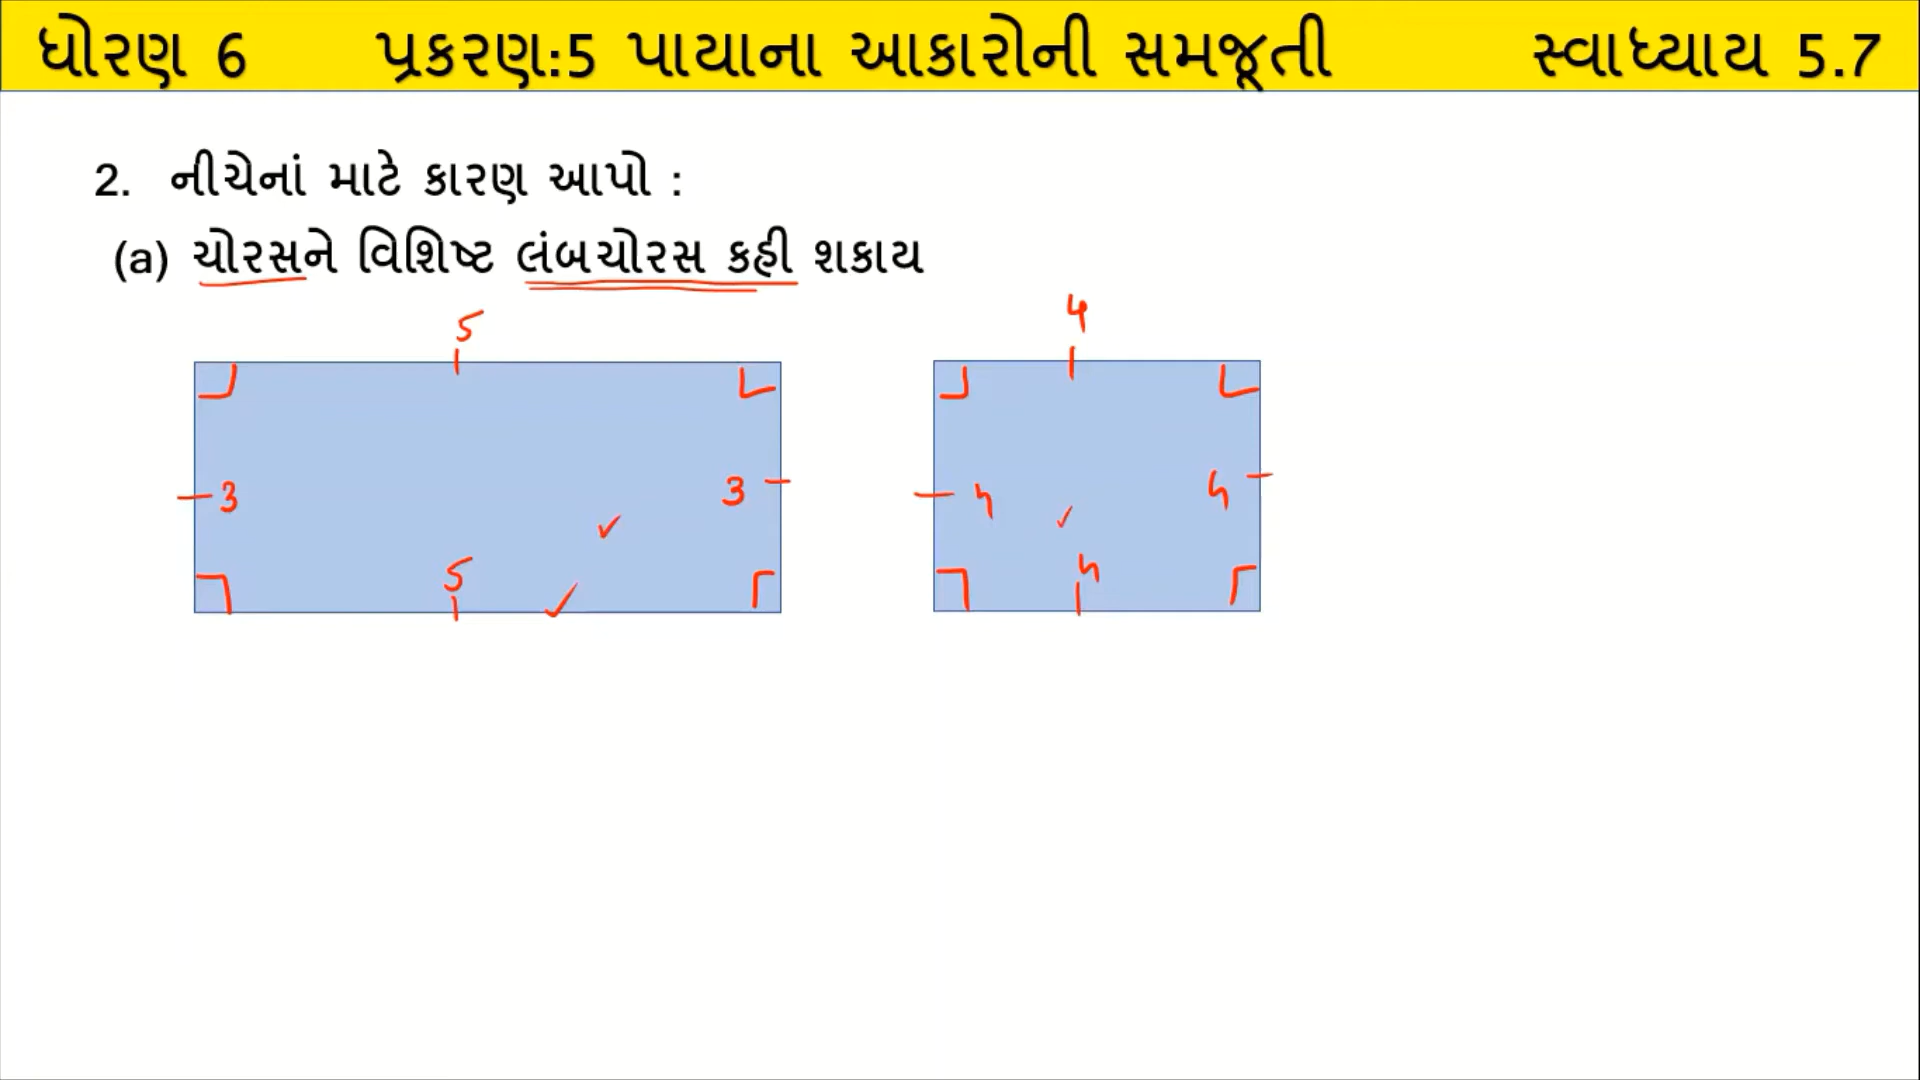 ધોરણ 6 પ્રકરણ:5 પાયાના આકારોની સમજૂતી સ્વાધ્યાય 5.7
2. નીચેનાં માટે કારણ આપો :
(a) ચોરસને વિશિષ્ટ લંબચોરસ કહી શકાય
5 4
3 3 4 4
5 4